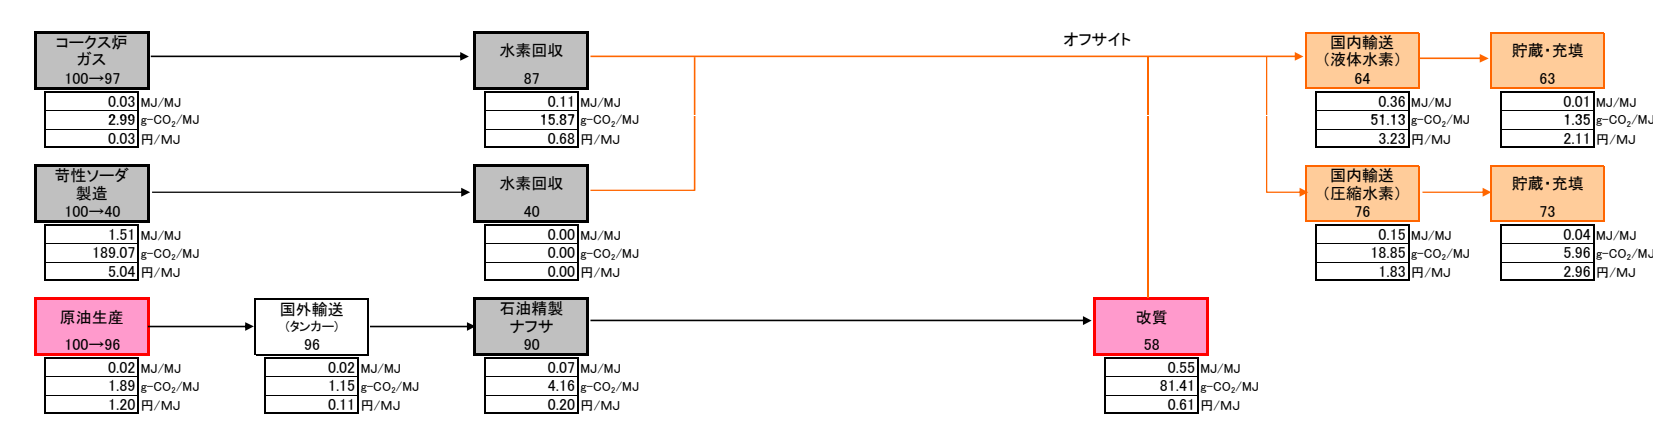 コークス炉
ガス
100→97
0.03 MJ/MJ
2.99 g-CO₂/MJ
0.03 円/MJ
水素回収
87
0.11 MJ/MJ
15.87 g-CO₂/MJ
0.68 円/MJ
オフサイト
国内輸送
（液体水素）
64
0.36 MJ/MJ
51.13 g-CO₂/MJ
3.23 円/MJ
貯蔵・充填
63
0.01 MJ/MJ
1.35 g-CO₂/MJ
2.11 円/MJ
苛性ソーダ
製造
100→40
1.51 MJ/MJ
189.07 g-CO₂/MJ
5.04 円/MJ
水素回収
40
0.00 MJ/MJ
0.00 g-CO₂/MJ
0.00 円/MJ
国内輸送
（圧縮水素）
76
0.15 MJ/MJ
18.85 g-CO₂/MJ
1.83 円/MJ
貯蔵・充填
73
0.04 MJ/MJ
5.96 g-CO₂/MJ
2.96 円/MJ
原油生産
100→96
0.02 MJ/MJ
1.89 g-CO₂/MJ
1.20 円/MJ
国外輸送
（タンカー）
96
0.02 MJ/MJ
1.15 g-CO₂/MJ
0.11 円/MJ
石油精製
ナフサ
90
0.07 MJ/MJ
4.16 g-CO₂/MJ
0.20 円/MJ
改質
58
0.55 MJ/MJ
81.41 g-CO₂/MJ
0.61 円/MJ